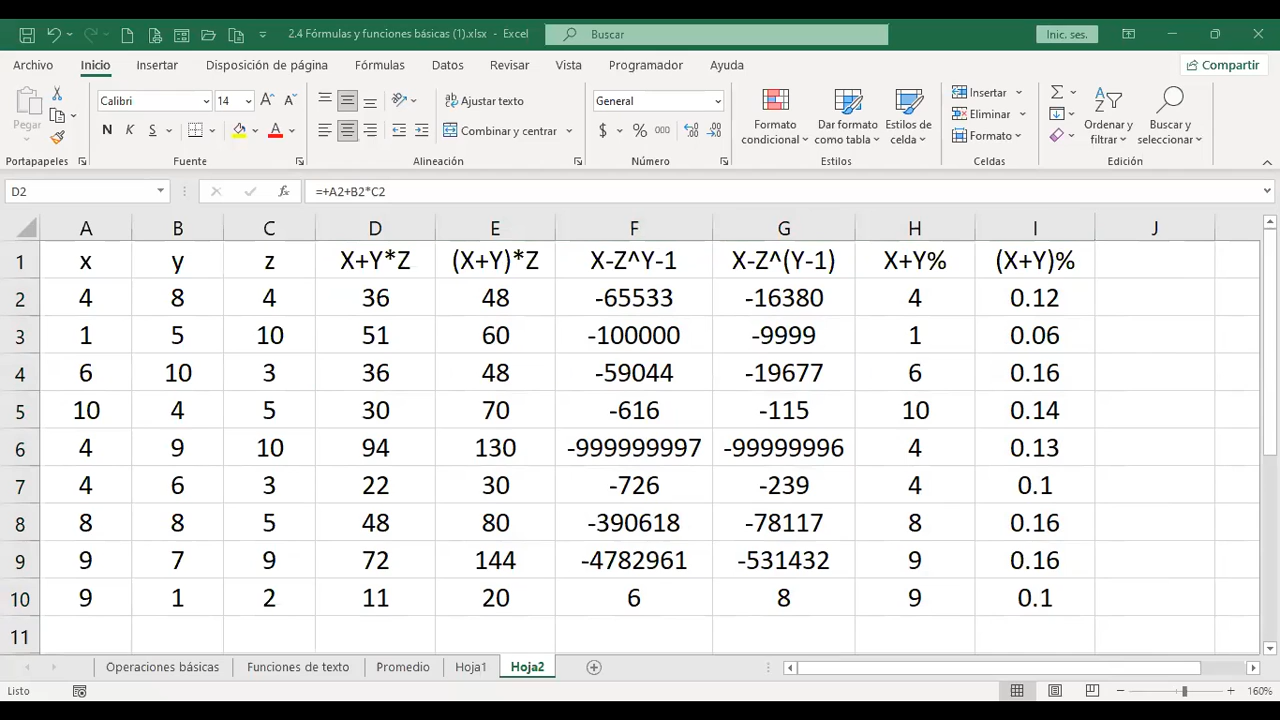 2.4 Fórmulas y funciones básicas (1).xlsx - Excel
Buscar
Inic. ses.
Archivo Inicio Insertar Disposición de página Fórmulas Datos Revisar Vista Programador Ayuda Compartir
Pegar
Calibri 14
N K S
Ajustar texto
Combinar y centrar
General
$ % 000
Formato condicional
Dar formato como tabla
Estilos de celda
Insertar
Eliminar
Formato
Ordenar y filtrar
Buscar y seleccionar
Portapapeles Fuente Alineación Número Estilos Celdas Edición
D2 fx =+A2+B2*C2
A B C D E F G H I J
1 x y z X+Y*Z (X+Y)*Z X-Z^Y-1 X-Z^(Y-1) X+Y% (X+Y)%
2 4 8 4 36 48 -65533 -16380 4 0.12
3 1 5 10 51 60 -100000 -9999 1 0.06
4 6 10 3 36 48 -59044 -19677 6 0.16
5 10 4 5 30 70 -616 -115 10 0.14
6 4 9 10 94 130 -999999997 -99999996 4 0.13
7 4 6 3 22 30 -726 -239 4 0.1
8 8 8 5 48 80 -390618 -78117 8 0.16
9 9 7 9 72 144 -4782961 -531432 9 0.16
10 9 1 2 11 20 6 8 9 0.1
11
Operaciones básicas Funciones de texto Promedio Hoja1 Hoja2
Listo 160%